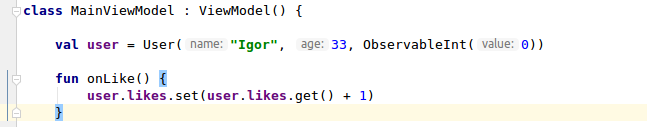 class MainViewModel : ViewModel() {
val user = User( name: "Igor", age: 33, ObservableInt( value: 0))
fun onLike() {
user.likes.set(user.likes.get() + 1)
}